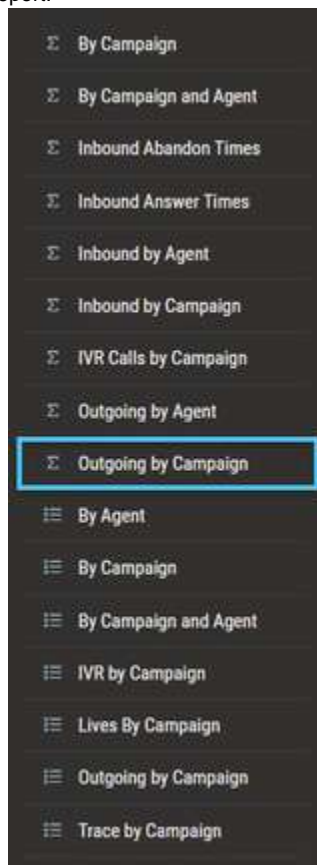 eport.
Σ By Campaign
Σ By Campaign and Agent
Σ Inbound Abandon Times
Σ Inbound Answer Times
Σ Inbound by Agent
Σ Inbound by Campaign
Σ IVR Calls by Campaign
Σ Outgoing by Agent
Σ Outgoing by Campaign
By Agent
By Campaign
By Campaign and Agent
IVR by Campaign
Lives By Campaign
Outgoing by Campaign
Trace by Campaign